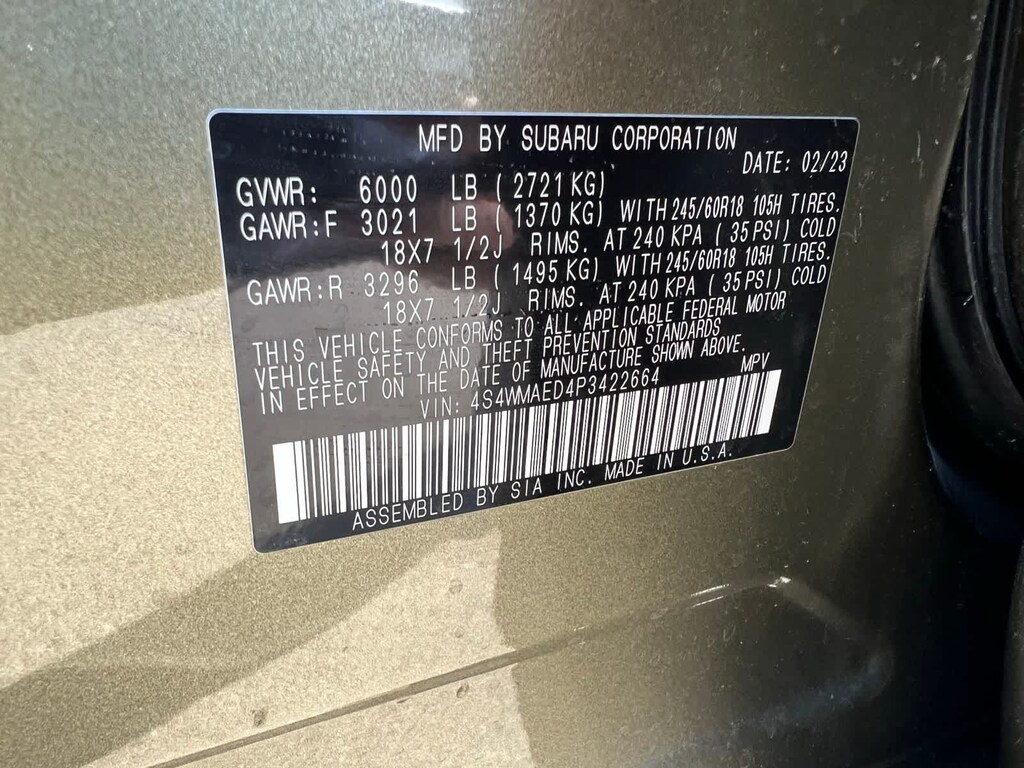 MFD BY SUBARU CORPORATION
DATE: 02/23
GVWR: 6000 LB ( 2721 KG)
GAWR:F 3021 LB ( 1370 KG) WITH 245/60R18 105H TIRES.
18X7 1/2J RIMS. AT 240 KPA ( 35 PSI) COLD
GAWR:R 3296 LB ( 1495 KG) WITH 245/60R18 105H TIRES.
18X7 1/2J RIMS. AT 240 KPA ( 35 PSI) COLD
THIS VEHICLE CONFORMS TO ALL APPLICABLE FEDERAL MOTOR
VEHICLE SAFETY AND THEFT PREVENTION STANDARDS
IN EFFECT ON THE DATE OF MANUFACTURE SHOWN ABOVE.
VIN: 4S4WMAED4P3422664 MPV
ASSEMBLED BY SIA INC. MADE IN U.S.A.